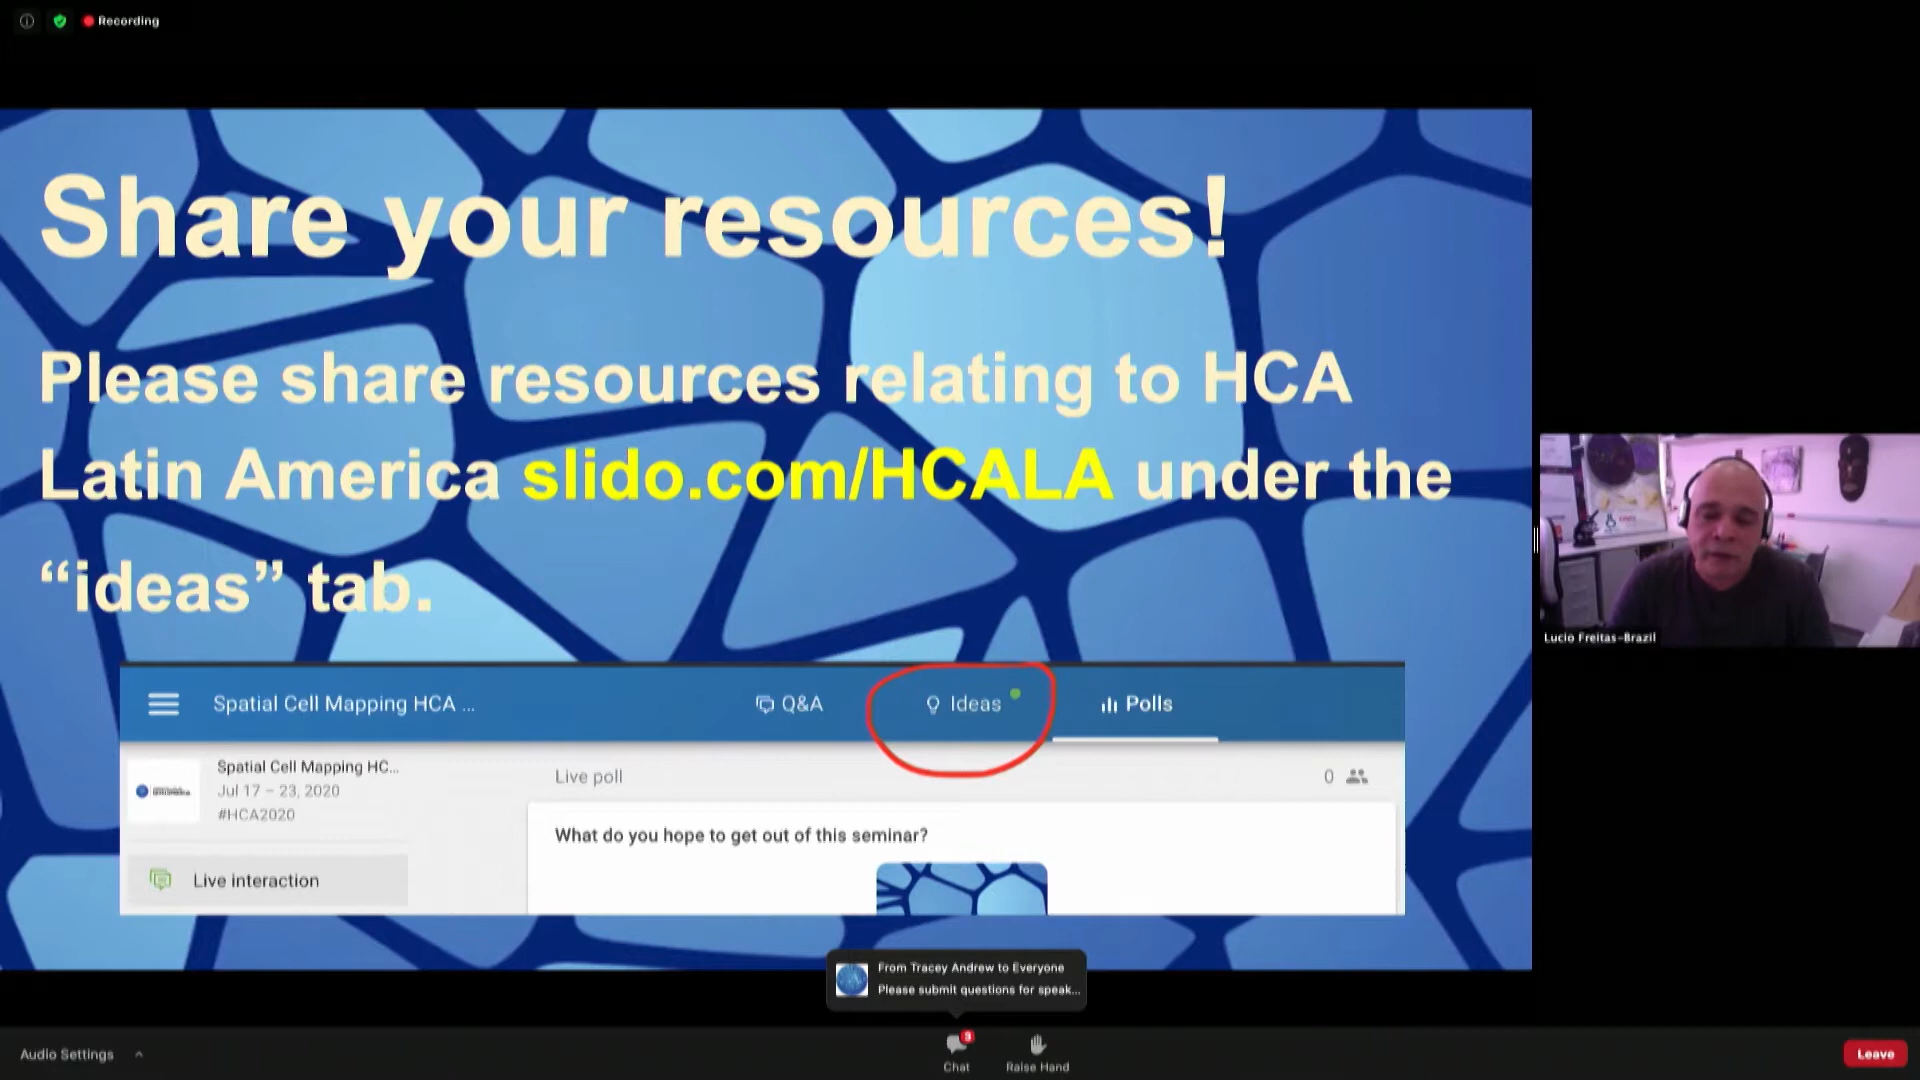 Recording
Share your resources!
Please share resources relating to HCA
Latin America slido.com/HCALA under the
“ideas” tab.
Spatial Cell Mapping HCA ...
Q&A
Ideas
Polls
Spatial Cell Mapping HC...
Jul 17 – 23, 2020
#HCA2020
Live poll
0
What do you hope to get out of this seminar?
Live interaction
Lucio Freitas-Brazil
From Tracey Andrew to Everyone
Please submit questions for speak...
Audio Settings
Chat
Raise Hand
Leave